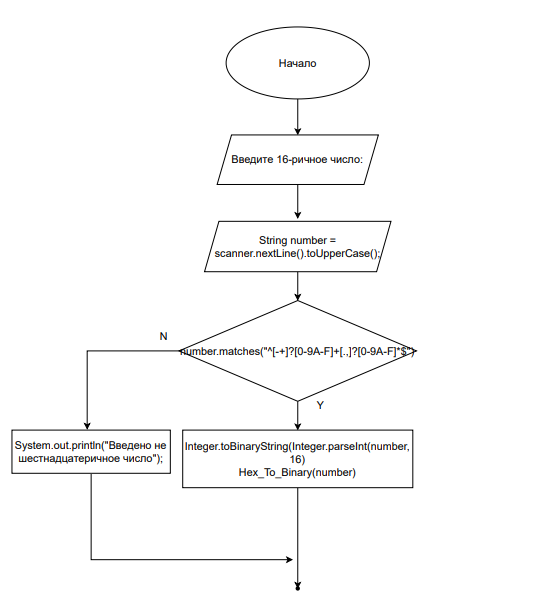 Начало
Введите 16-ричное число:
String number =
scanner.nextLine().toUpperCase();
N
number.matches("^[-+]?[0-9A-F]+[.,]?[0-9A-F]*$")
Y
System.out.println("Введено не
шестнадцатеричное число");
Integer.toBinaryString(Integer.parseInt(number,
16)
Hex_To_Binary(number)